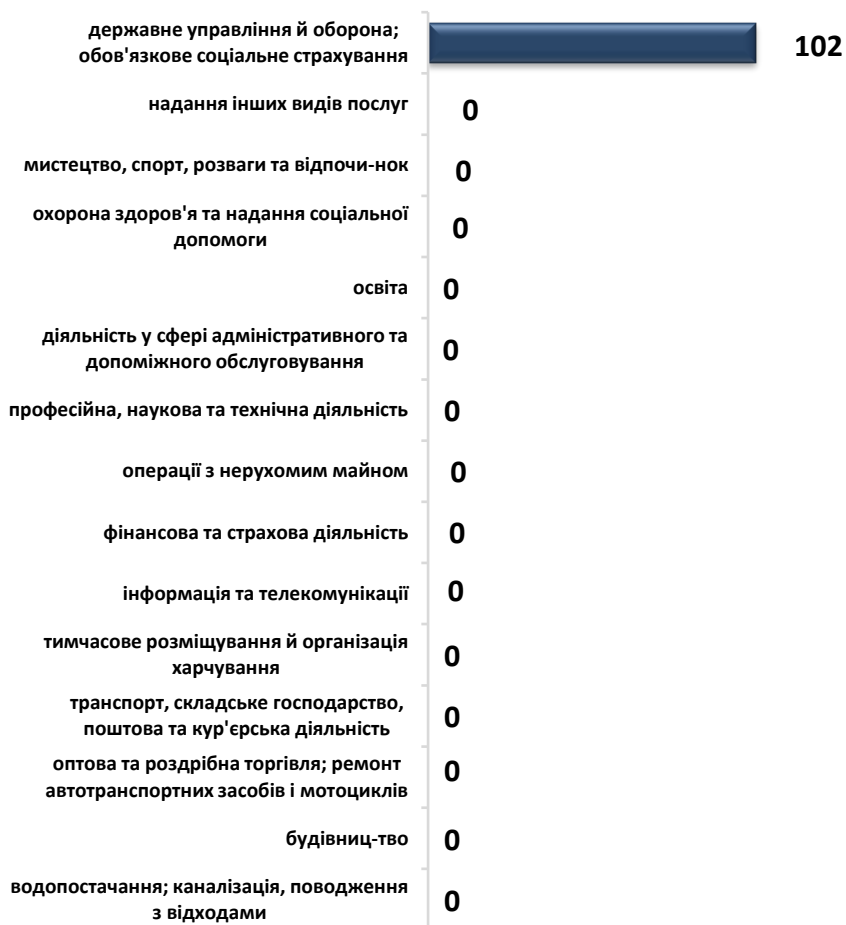 державне управління й оборона;
обов'язкове соціальне страхування
102
надання інших видів послуг
0
мистецтво, спорт, розваги та відпочи-нок
0
охорона здоров'я та надання соціальної
допомоги
0
освіта
0
діяльність у сфері адміністративного та
допоміжного обслуговування
0
професійна, наукова та технічна діяльність
0
операції з нерухомим майном
0
фінансова та страхова діяльність
0
інформація та телекомунікації
0
тимчасове розміщування й організація
харчування
0
транспорт, складське господарство,
поштова та кур'єрська діяльність
0
оптова та роздрібна торгівля; ремонт
автотранспортних засобів і мотоциклів
0
будівниц-тво
0
водопостачання; каналізація, поводження
з відходами
0